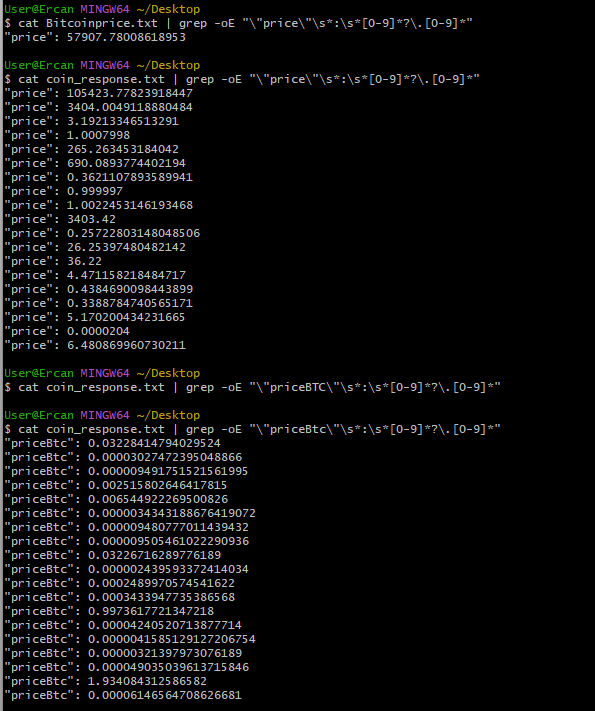 User@Ercan MINGW64 ~/Desktop
$ cat Bitcoinprice.txt | grep -oE "\"price\"\s*:\s*[0-9]*?\.[0-9]*"
"price": 57907.78008618953
User@Ercan MINGW64 ~/Desktop
$ cat coin_response.txt | grep -oE "\"price\"\s*:\s*[0-9]*?\.[0-9]*"
"price": 105423.77823918447
"price": 3404.0049118880484
"price": 3.19213346513291
"price": 1.0007998
"price": 265.263453184042
"price": 690.0893774402194
"price": 0.3621107893589941
"price": 0.999997
"price": 1.0022453146193468
"price": 3403.42
"price": 0.25722803148048506
"price": 26.25397480482142
"price": 36.22
"price": 4.471158218484717
"price": 0.4384690098443899
"price": 0.3388784740565171
"price": 5.170200434231665
"price": 0.0000204
"price": 6.480869960730211
User@Ercan MINGW64 ~/Desktop
$ cat coin_response.txt | grep -oE "\"priceBTC\"\s*:\s*[0-9]*?\.[0-9]*"
User@Ercan MINGW64 ~/Desktop
$ cat coin_response.txt | grep -oE "\"priceBtc\"\s*:\s*[0-9]*?\.[0-9]*"
"priceBtc": 0.03228414794029524
"priceBtc": 0.00003027472395048866
"priceBtc": 0.000009491751521561995
"priceBtc": 0.002515802646417815
"priceBtc": 0.006544922269500826
"priceBtc": 0.0000034343188676419072
"priceBtc": 0.000009480777011439432
"priceBtc": 0.000009505461022290936
"priceBtc": 0.03226716289776189
"priceBtc": 0.000002439593372414034
"priceBtc": 0.0002489970574541622
"priceBtc": 0.0003433947735386568
"priceBtc": 0.9973617721347218
"priceBtc": 0.00004240520713877714
"priceBtc": 0.0000041585129127206754
"priceBtc": 0.00000321397973076189
"priceBtc": 0.000049035039613715846
"priceBtc": 1.934084312586582
"priceBtc": 0.00006146564708626681